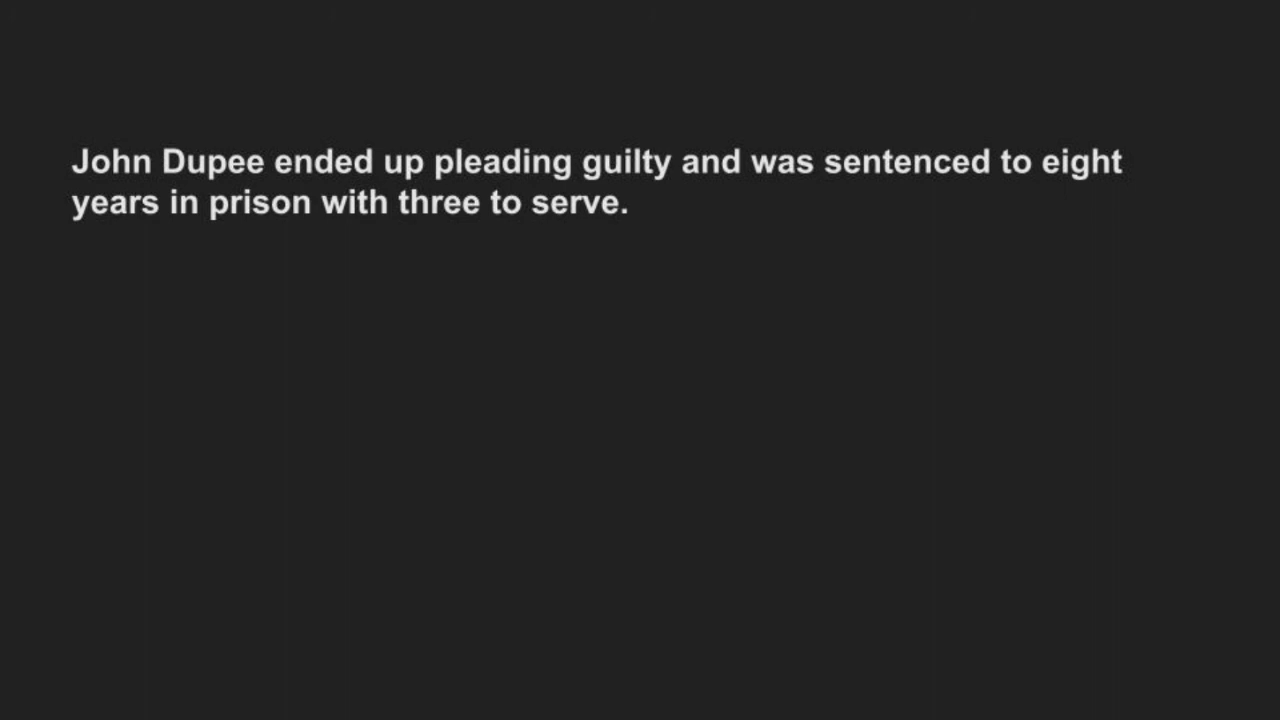 John Dupee ended up pleading guilty and was sentenced to eight
years in prison with three to serve.